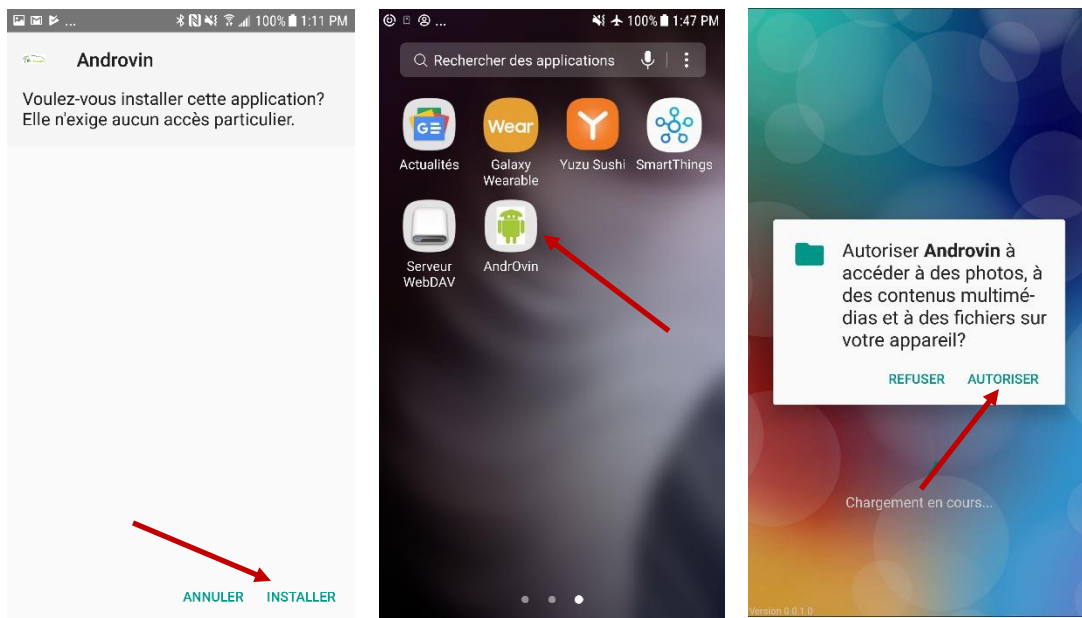 ... 100% 1:11 PM
Androvin
Voulez-vous installer cette application?
Elle n'exige aucun accès particulier.
ANNULER INSTALLER
... 100% 1:47 PM
Rechercher des applications
GE Wear
Actualités Galaxy Wearable Yuzu Sushi SmartThings
Serveur WebDAV AndrOvin
Autoriser Androvin à
accéder à des photos, à
des contenus multimé-
dias et à des fichiers sur
votre appareil?
REFUSER AUTORISER
Chargement en cours...
Version 0.0.1.0